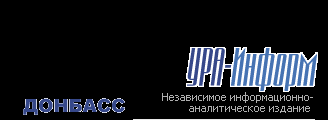 УРА-Информ
Независимое информационно-
аналитическое издание
ДОНБАСС